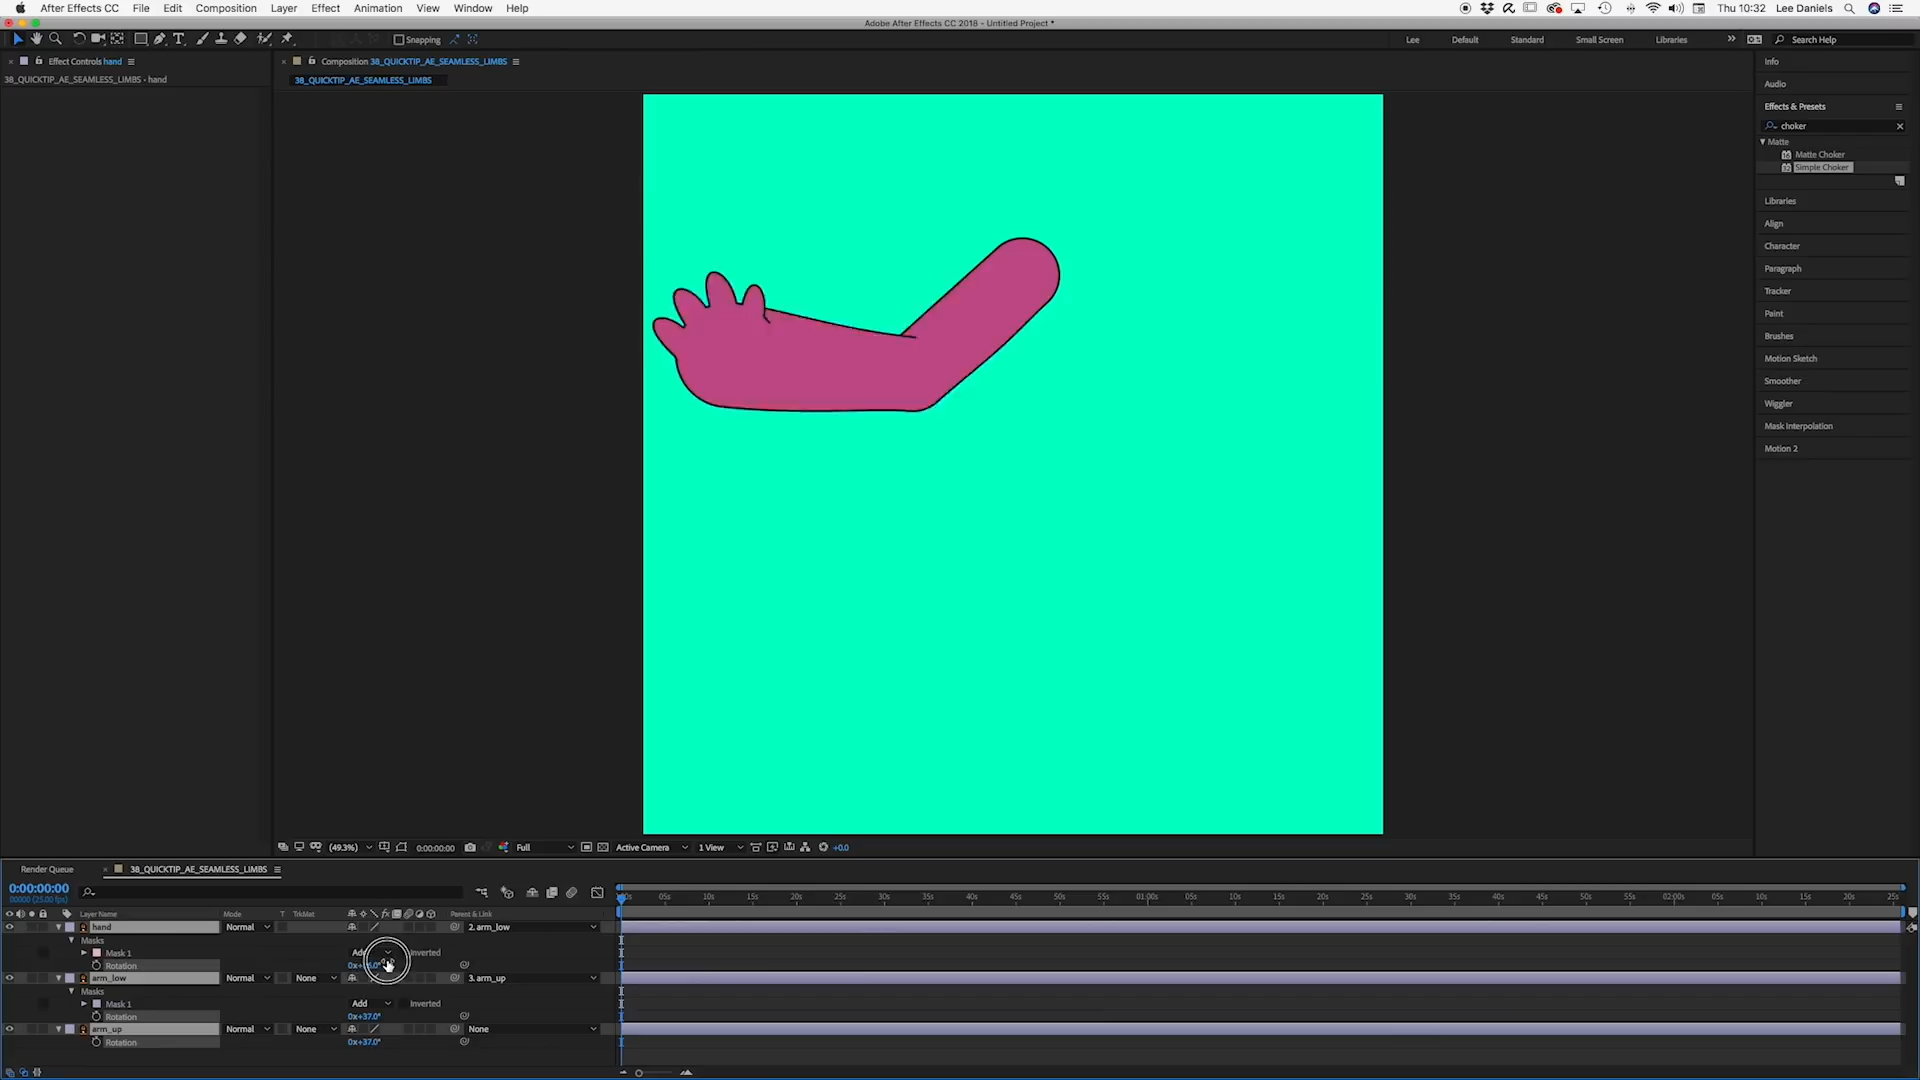 After Effects CC File Edit Composition Layer Effect Animation View Window Help Thu 10:32 Lee Daniels
Adobe After Effects CC 2018 - Untitled Project *
Snapping Lee Default Standard Small Screen Libraries Search Help
Effect Controls hand
38_QUICKTIP_AE_SEAMLESS_LIMBS • hand
Composition 38_QUICKTIP_AE_SEAMLESS_LIMBS
38_QUICKTIP_AE_SEAMLESS_LIMBS
Info
Audio
Effects & Presets
choker
Matte
Matte Choker
Simple Choker
Libraries
Align
Character
Paragraph
Tracker
Paint
Brushes
Motion Sketch
Smoother
Wiggler
Mask Interpolation
Motion 2
(49.3%) 0:00:00:00 Full Active Camera 1 View +0.0
Render Queue 38_QUICKTIP_AE_SEAMLESS_LIMBS
0:00:00:00
00000 (25.00 fps)
05s 10s 15s 20s 25s 30s 35s 40s 45s 50s 55s 01:00s 05s 10s 15s 20s 25s 30s 35s 40s 45s 50s 55s 02:00s 05s 10s 15s 20s 25s
Layer Name Mode T TrkMat Parent & Link
hand Normal 2. arm_low
Masks
Mask 1 Add Inverted
Rotation
arm_low Normal None 3. arm_up
Masks
Mask 1 Add Inverted
Rotation 0x+37.0°
arm_up Normal None None
Rotation 0x+37.0°